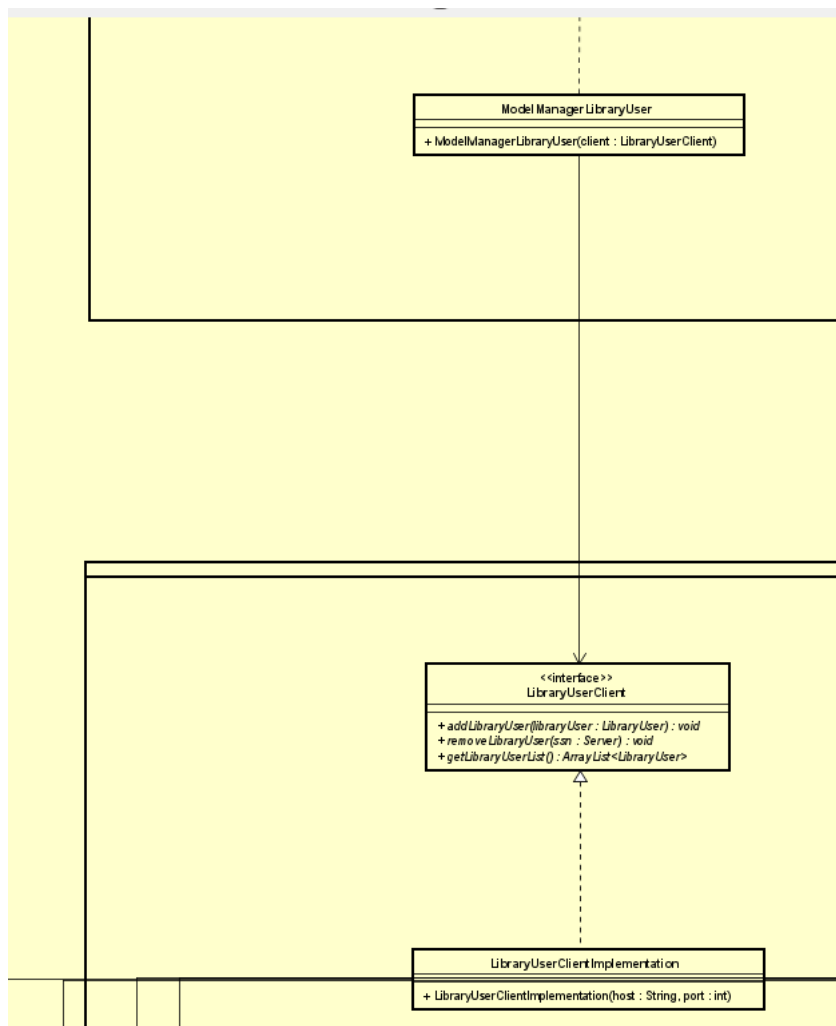 ModelManagerLibraryUser
+ ModelManagerLibraryUser(client : LibraryUserClient)
<<interface>>
LibraryUserClient
+ addLibraryUser(libraryUser : LibraryUser) : void
+ removeLibraryUser(ssn : Server) : void
+ getLibraryUserList() : ArrayList<LibraryUser>
LibraryUserClientImplementation
+ LibraryUserClientImplementation(host : String, port : int)